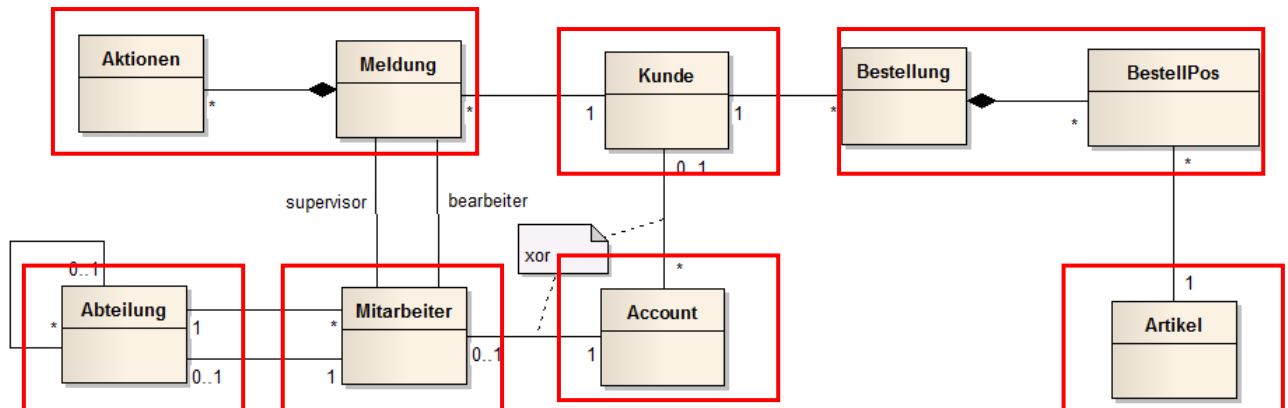 Aktionen
Meldung
Kunde
Bestellung
BestellPos
*
*
1
1
*
*
0..1
*
supervisor
bearbeiter
xor
0..1
*
1
Abteilung
Mitarbeiter
Account
Artikel
*
1
*
0..1
1
0..1
1